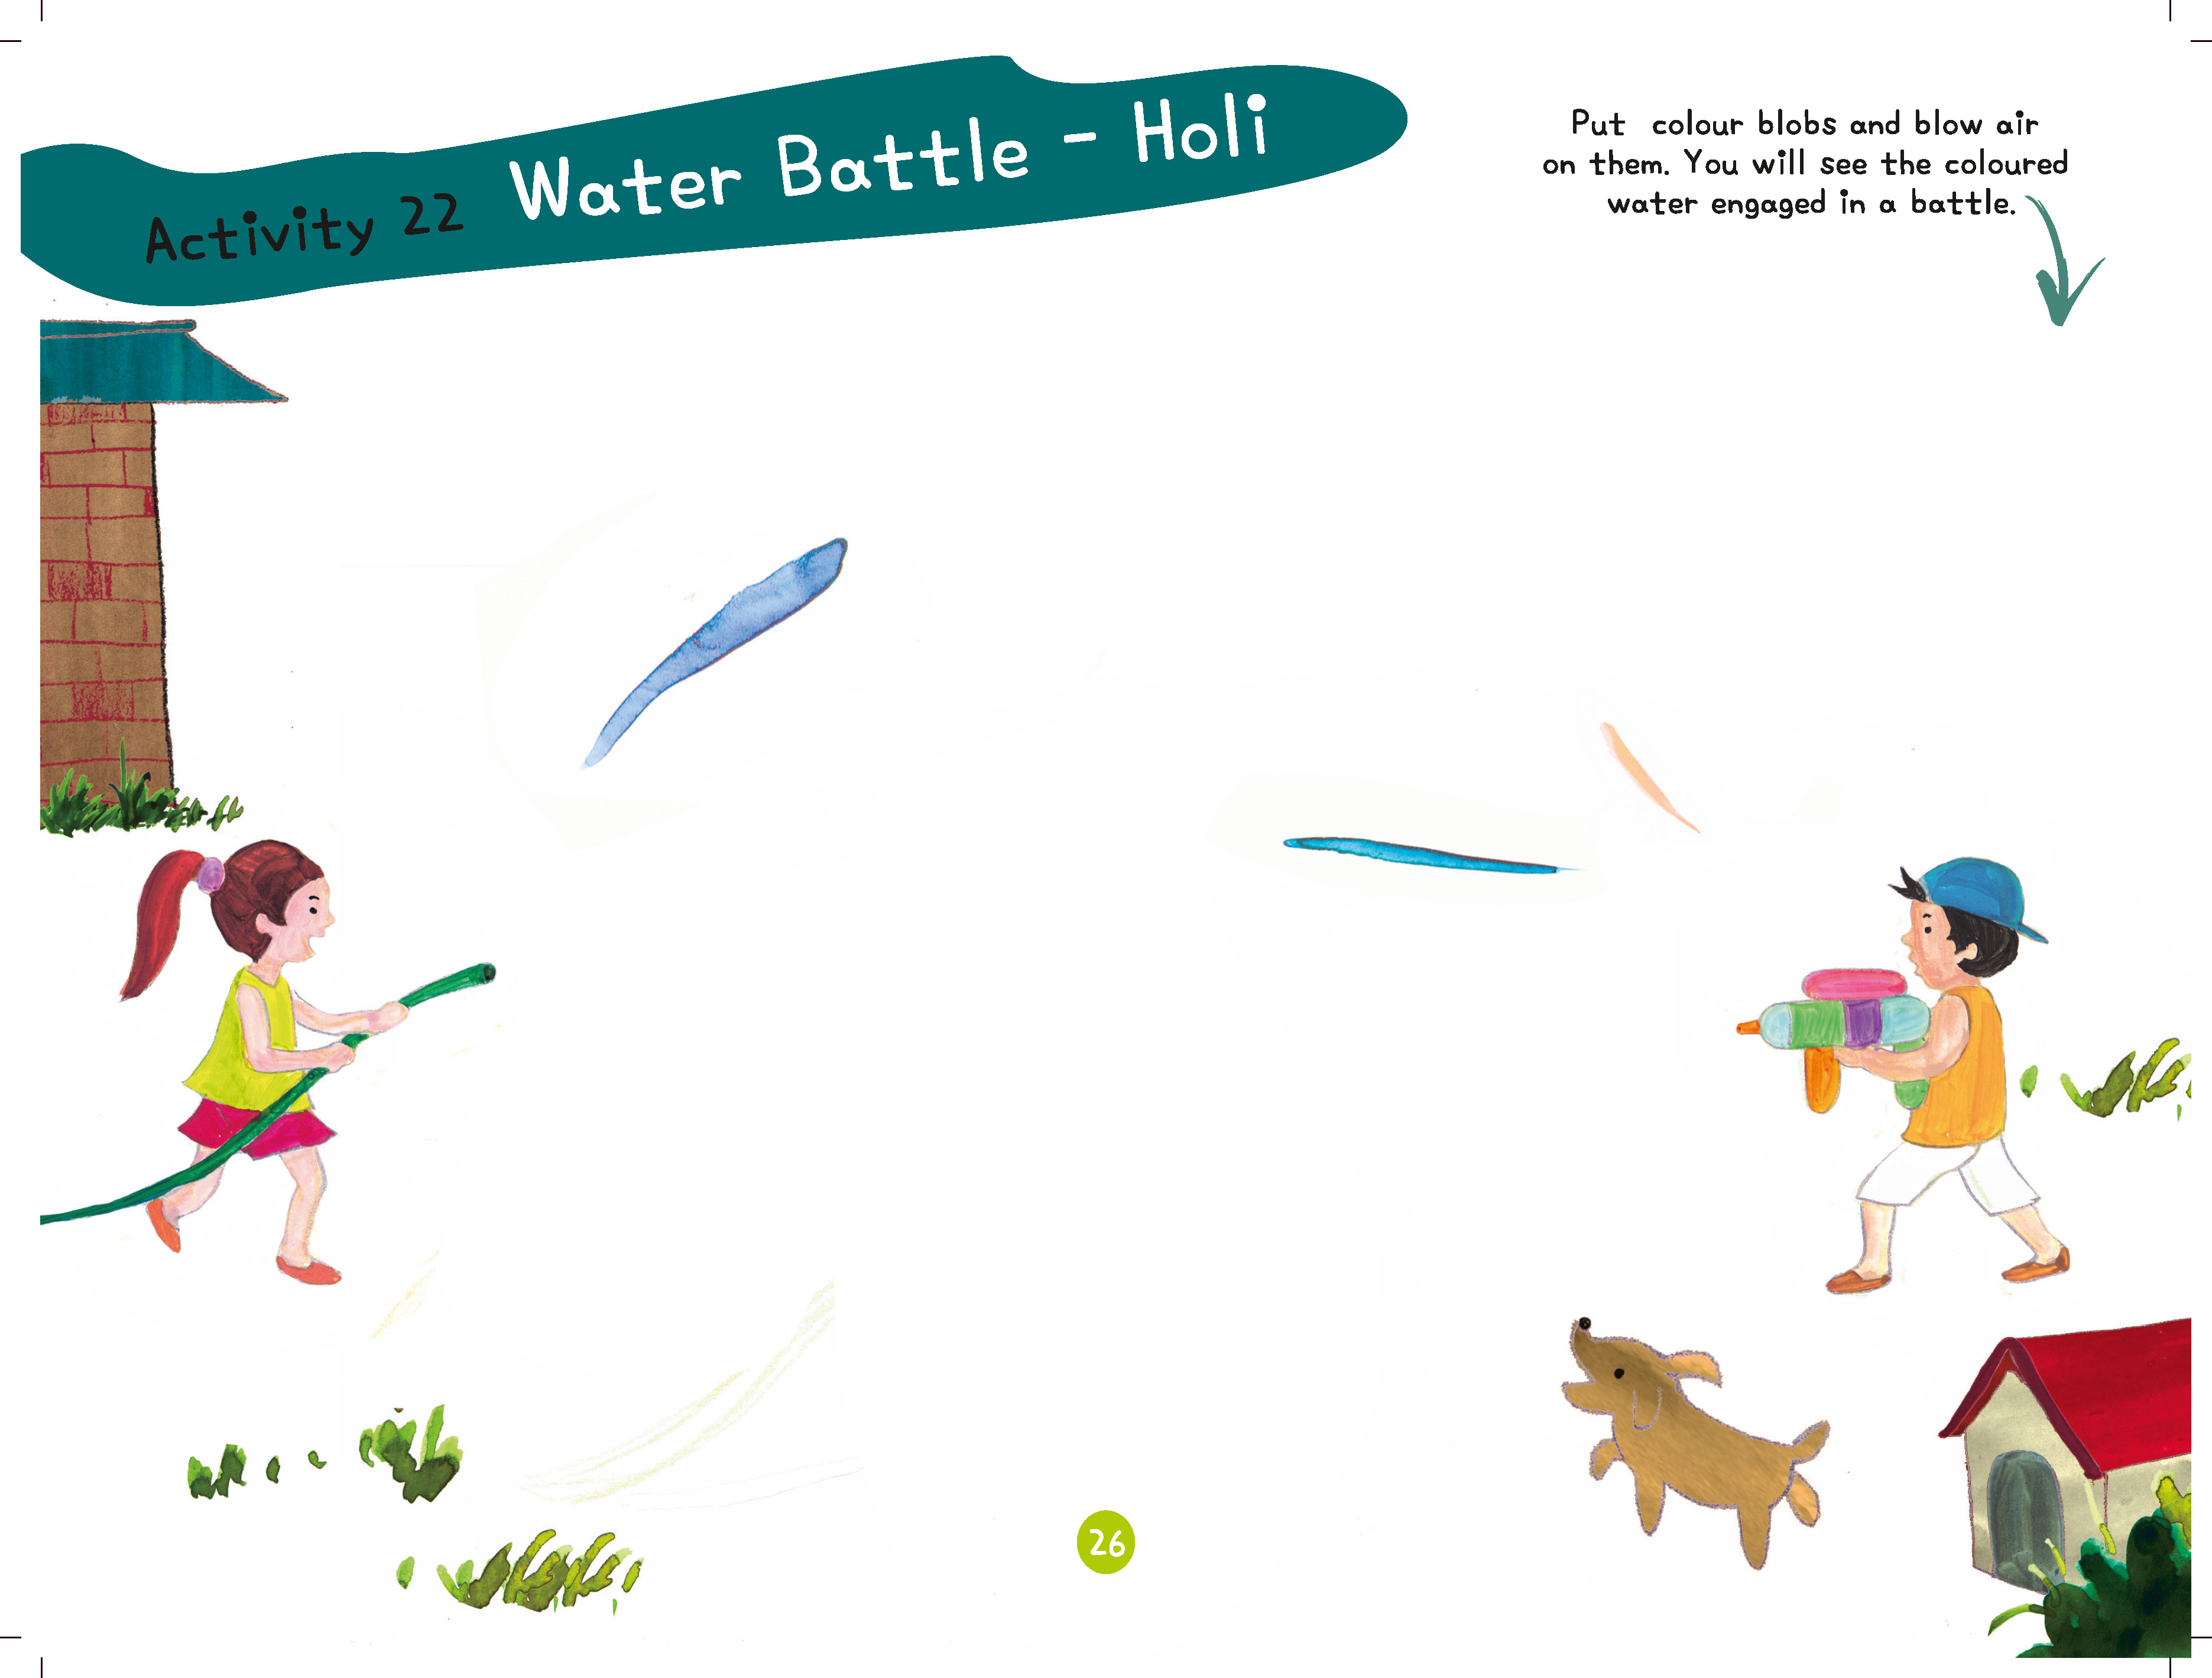 Activity 22 Water Battle - Holi
Put colour blobs and blow air
on them. You will see the coloured
water engaged in a battle.
26